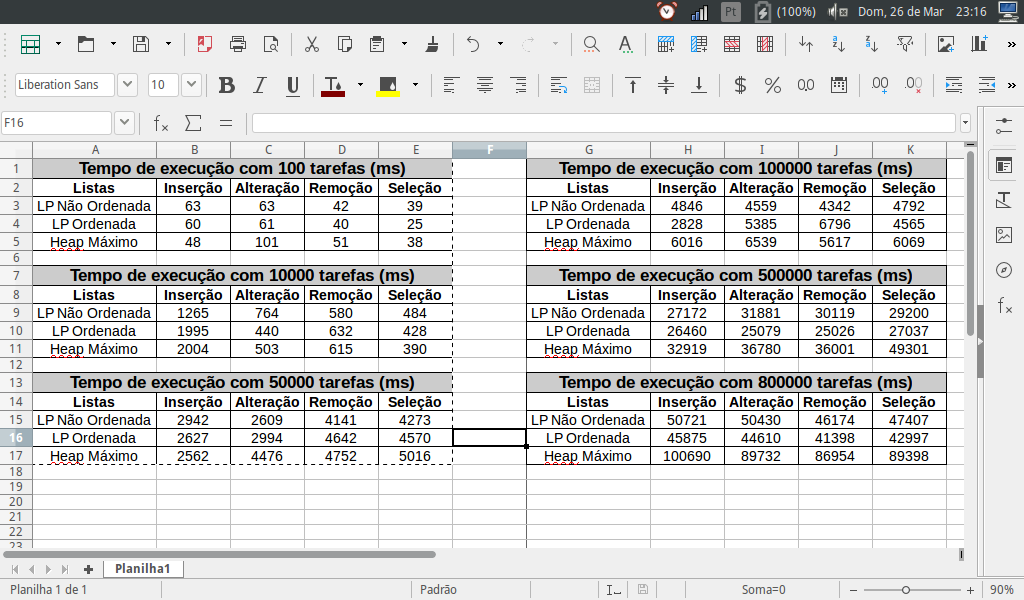 Pt (100%) Dom, 26 de Mar 23:16
Liberation Sans 10 B I U $ % 0,0 .00 .00
F16 fx Σ =
A B C D E F G H I J K
1 Tempo de execução com 100 tarefas (ms) Tempo de execução com 100000 tarefas (ms)
2 Listas Inserção Alteração Remoção Seleção Listas Inserção Alteração Remoção Seleção
3 LP Não Ordenada 63 63 42 39 LP Não Ordenada 4846 4559 4342 4792
4 LP Ordenada 60 61 40 25 LP Ordenada 2828 5385 6796 4565
5 Heap Máximo 48 101 51 38 Heap Máximo 6016 6539 5617 6069
6
7 Tempo de execução com 10000 tarefas (ms) Tempo de execução com 500000 tarefas (ms)
8 Listas Inserção Alteração Remoção Seleção Listas Inserção Alteração Remoção Seleção
9 LP Não Ordenada 1265 764 580 484 LP Não Ordenada 27172 31881 30119 29200
10 LP Ordenada 1995 440 632 428 LP Ordenada 26460 25079 25026 27037
11 Heap Máximo 2004 503 615 390 Heap Máximo 32919 36780 36001 49301
12
13 Tempo de execução com 50000 tarefas (ms) Tempo de execução com 800000 tarefas (ms)
14 Listas Inserção Alteração Remoção Seleção Listas Inserção Alteração Remoção Seleção
15 LP Não Ordenada 2942 2609 4141 4273 LP Não Ordenada 50721 50430 46174 47407
16 LP Ordenada 2627 2994 4642 4570 LP Ordenada 45875 44610 41398 42997
17 Heap Máximo 2562 4476 4752 5016 Heap Máximo 100690 89732 86954 89398
18
19
20
21
22
23
Planilha1
Planilha 1 de 1 Padrão Soma=0 90%